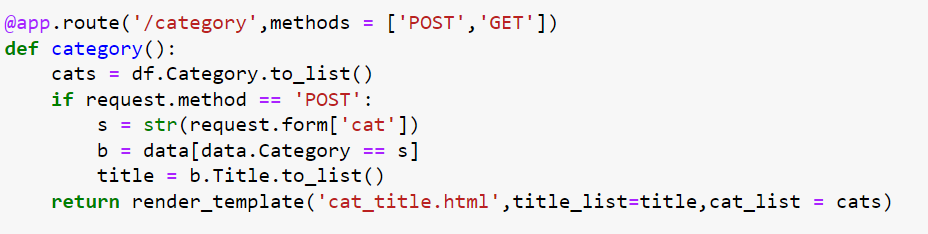 @app.route('/category',methods = ['POST','GET'])
def category():
    cats = df.Category.to_list()
    if request.method == 'POST':
        s = str(request.form['cat'])
        b = data[data.Category == s]
        title = b.Title.to_list()
    return render_template('cat_title.html',title_list=title,cat_list = cats)